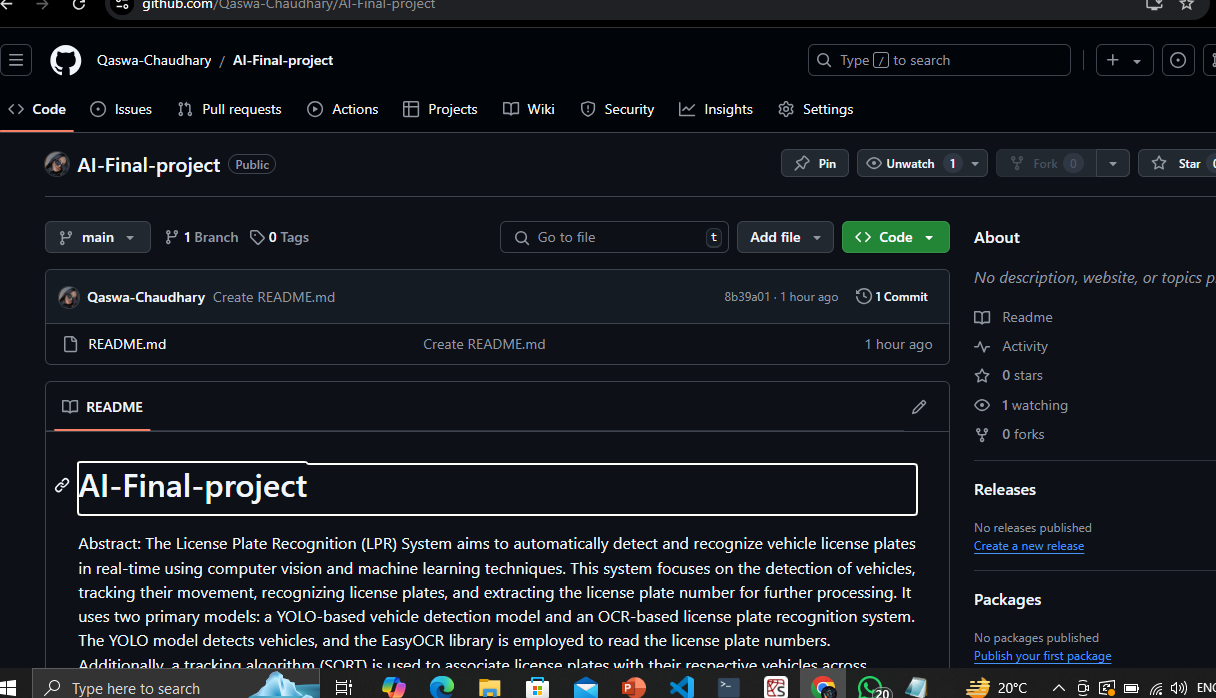 github.com/Qaswa-Chaudhary/AI-Final-project
Qaswa-Chaudhary / AI-Final-project
Type / to search
Code Issues Pull requests Actions Projects Wiki Security Insights Settings
AI-Final-project Public
Pin Unwatch 1 Fork 0 Star
main 1 Branch 0 Tags Go to file t Add file Code
Qaswa-Chaudhary Create README.md 8b39a01 · 1 hour ago 1 Commit
README.md Create README.md 1 hour ago
README
AI-Final-project
Abstract: The License Plate Recognition (LPR) System aims to automatically detect and recognize vehicle license plates
in real-time using computer vision and machine learning techniques. This system focuses on the detection of vehicles,
tracking their movement, recognizing license plates, and extracting the license plate number for further processing. It
uses two primary models: a YOLO-based vehicle detection model and an OCR-based license plate recognition system.
The YOLO model detects vehicles, and the EasyOCR library is employed to read the license plate numbers.
Additionally, a tracking algorithm (SORT) is used to associate license plates with their respective vehicles across
About
No description, website, or topics
Readme
Activity
0 stars
1 watching
0 forks
Releases
No releases published
Create a new release
Packages
No packages published
Publish your first package
Type here to search
20
20°C
ENG